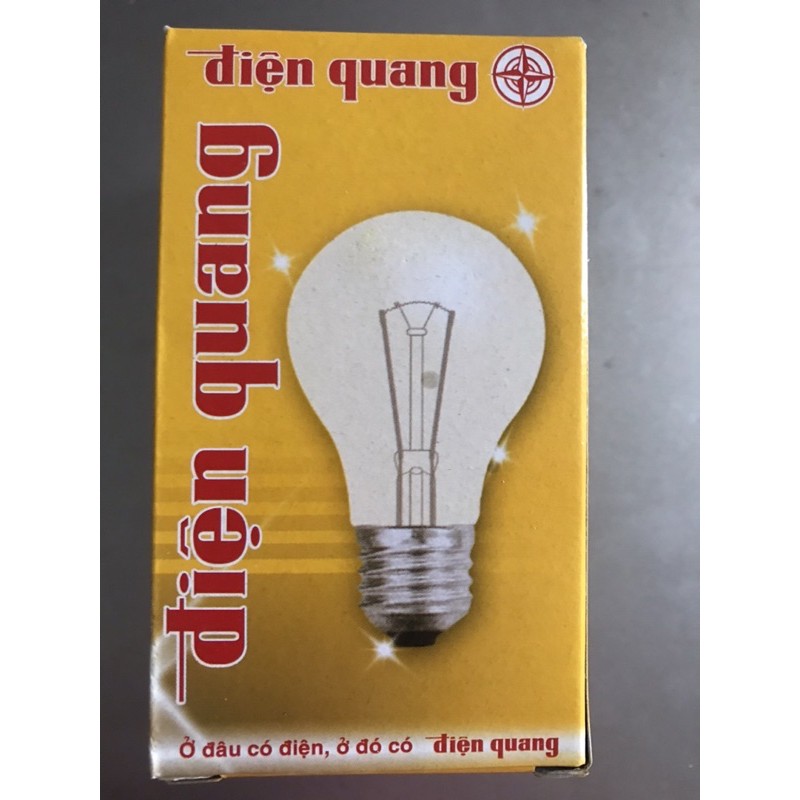 điện quang
điện quang
Ở đâu có điện, ở đó có điện quang